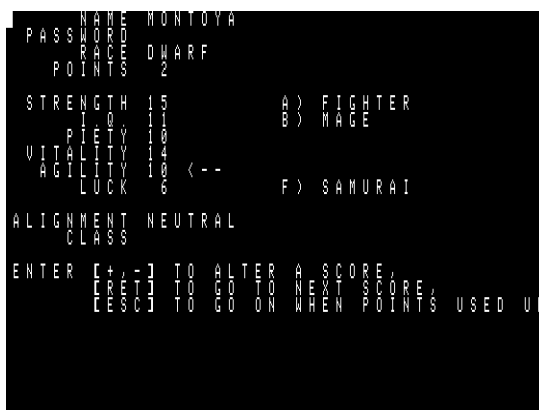 NAME MONTOYA
PASSWORD
RACE DWARF
POINTS 2
STRENGTH 15 A) FIGHTER
I.Q. 11 B) MAGE
PIETY 10
VITALITY 14
AGILITY 10 <--
LUCK 6 F) SAMURAI
ALIGNMENT NEUTRAL
CLASS
ENTER [+,-] TO ALTER A SCORE,
[RET] TO GO TO NEXT SCORE,
[ESC] TO GO ON WHEN POINTS USED U